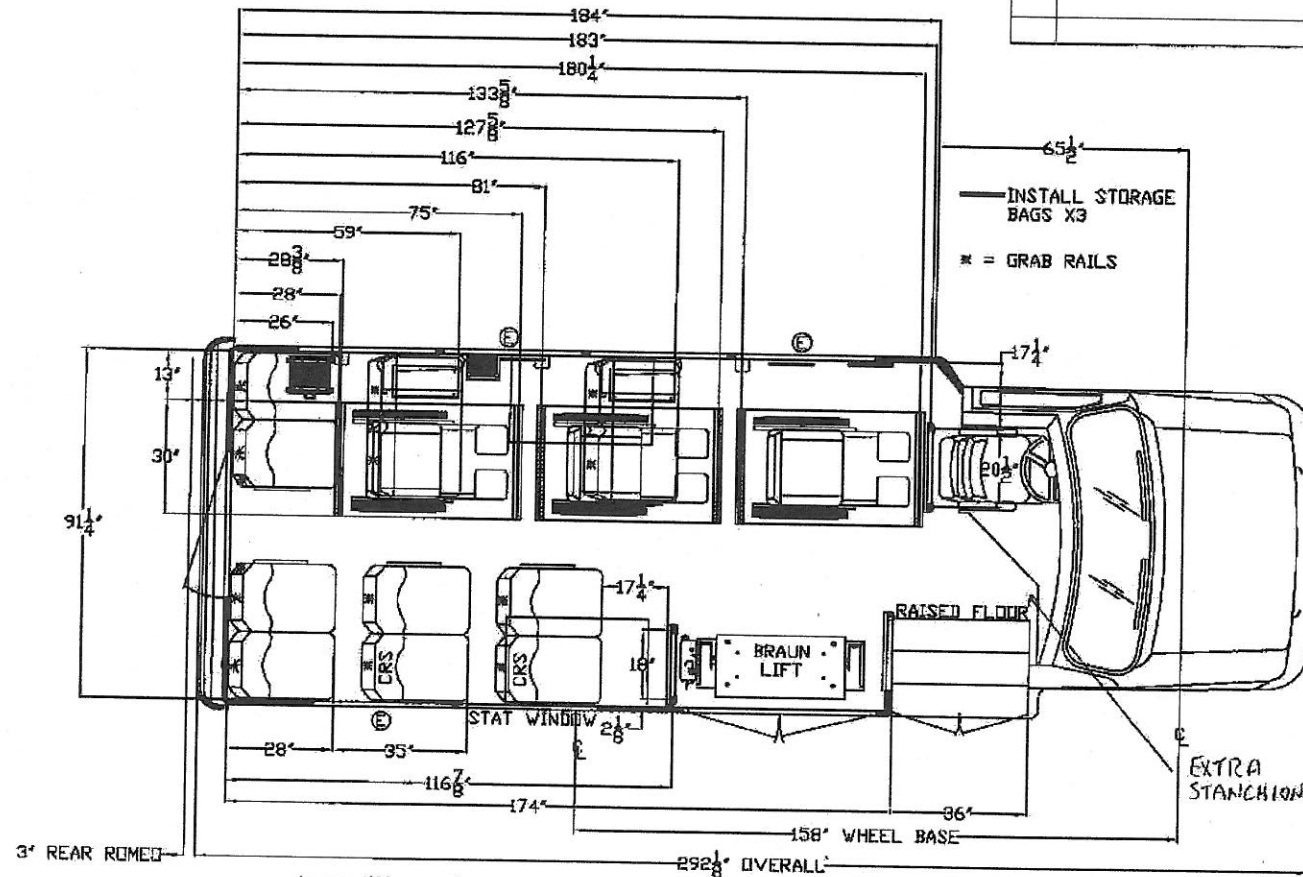 184"
183"
180 1/4"
133 5/8"
127 5/8"
116"
81"
75"
59"
28 3/8"
28"
26"
65 1/2"
INSTALL STORAGE
BAGS X3
※ = GRAB RAILS
E
E
17 1/4"
13"
30"
20 1/2"
91 1/4"
17 1/4"
RAISED FLOOR
BRAUN
LIFT
18"
CRS
CRS
E
STAT WINDOW
2 1/8"
℄
℄
28"
35"
EXTRA
STANCHION
116 7/8"
174"
36"
158" WHEEL BASE
3" REAR ROMEO
292 1/8" OVERALL